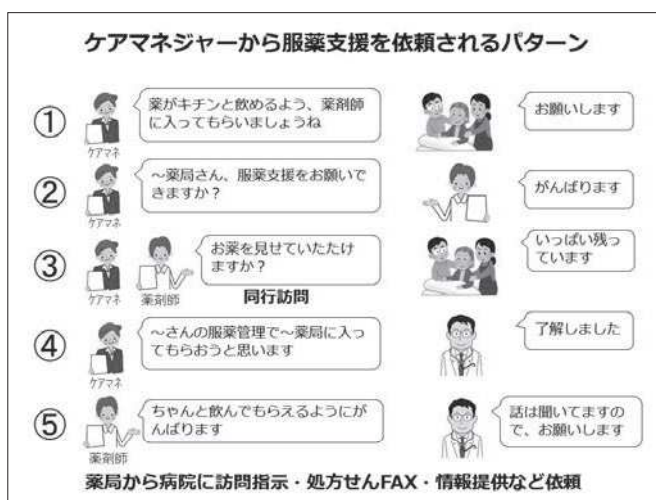 ケアマネジャーから服薬支援を依頼されるパターン
①
薬がキチンと飲めるよう、薬剤師
に入ってもらいましょうね
ケアマネ
お願いします
②
~薬局さん、服薬支援をお願いで
きますか?
ケアマネ
がんばります
③
お薬を見せていたたけ
ますか?
ケアマネ
薬剤師
同行訪問
いっぱい残っ
ています
④
~さんの服薬管理で~薬局に入っ
てもらおうと思います
ケアマネ
了解しました
⑤
ちゃんと飲んでもらえるようにが
んばります
薬剤師
話は聞いてますの
で、お願いします
薬局から病院に訪問指示・処方せんFAX・情報提供など依頼